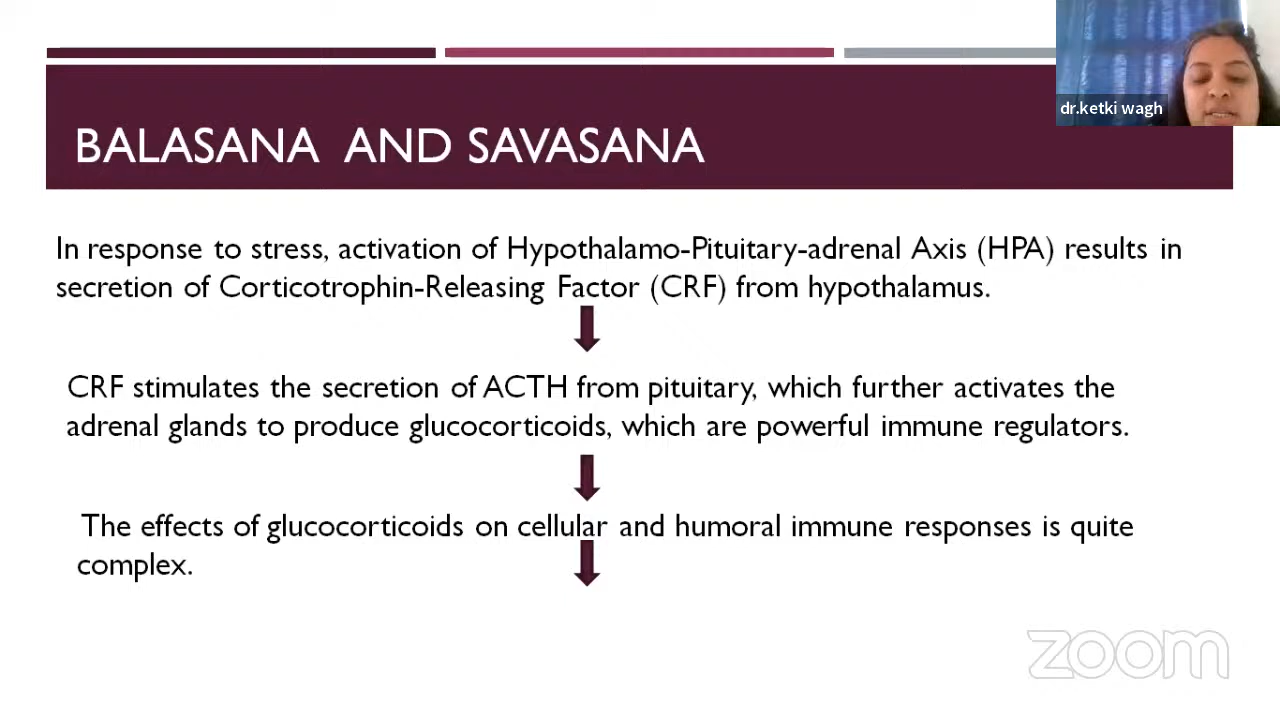 dr.ketki wagh
BALASANA AND SAVASANA
In response to stress, activation of Hypothalamo-Pituitary-adrenal Axis (HPA) results in
secretion of Corticotrophin-Releasing Factor (CRF) from hypothalamus.
CRF stimulates the secretion of ACTH from pituitary, which further activates the
adrenal glands to produce glucocorticoids, which are powerful immune regulators.
The effects of glucocorticoids on cellular and humoral immune responses is quite
complex.
zoom